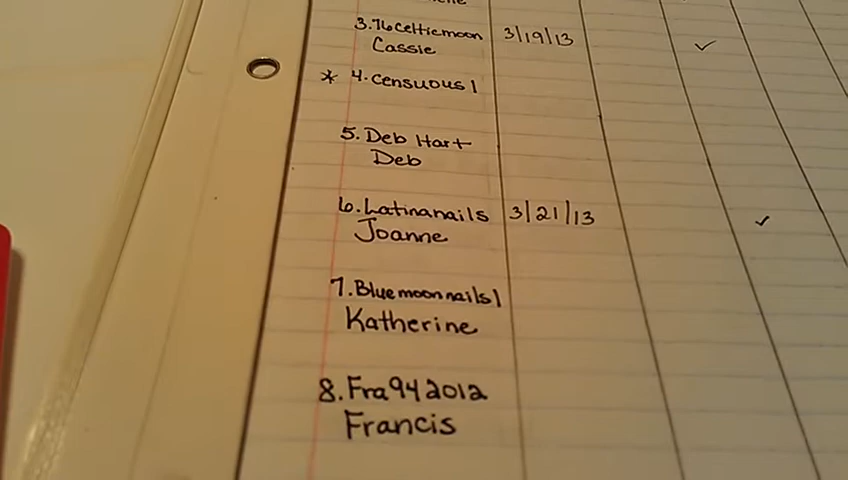 3. 76celticmoon 3/19/13 ✓
Cassie
* 4. Censuous1
5. Deb Hart
Deb
6. Latinanails 3/21/13 ✓
Joanne
7. Bluemoonnails1
Katherine
8. Fra942012
Francis